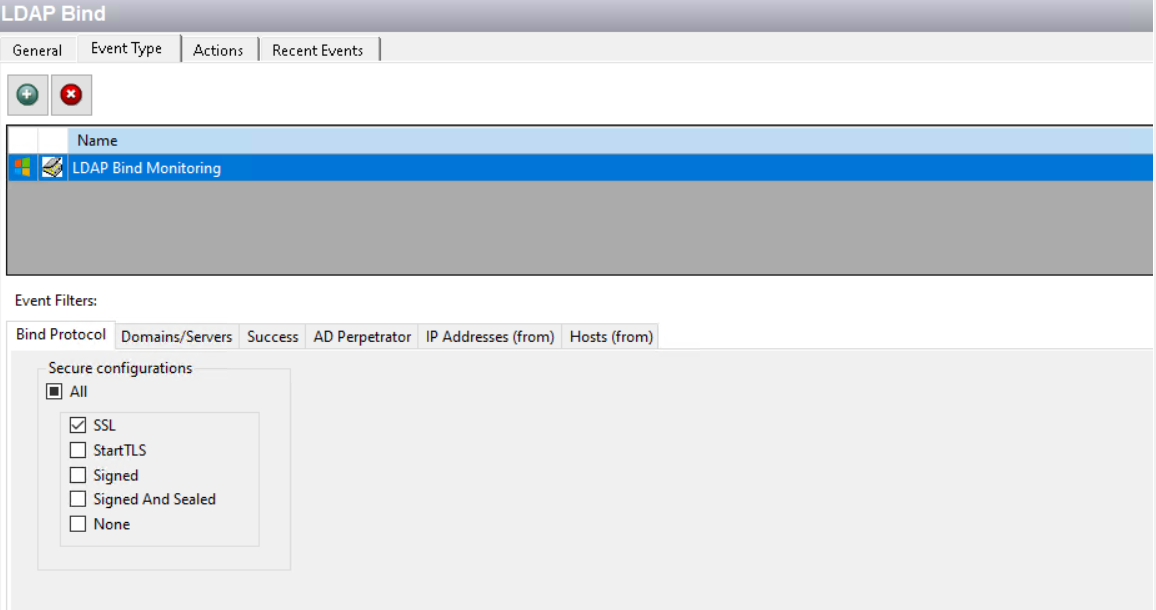 LDAP Bind
General Event Type Actions Recent Events
Name
LDAP Bind Monitoring
Event Filters:
Bind Protocol Domains/Servers Success AD Perpetrator IP Addresses (from) Hosts (from)
Secure configurations
All
SSL
StartTLS
Signed
Signed And Sealed
None